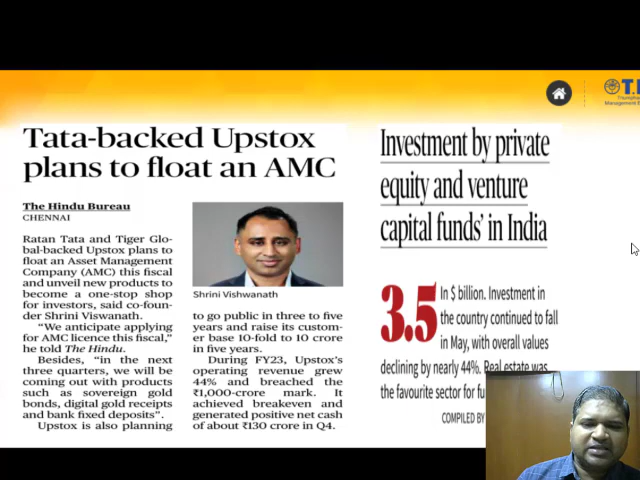 Tata-backed Upstox
plans to float an AMC
The Hindu Bureau
CHENNAI
Ratan Tata and Tiger Glo-
bal-backed Upstox plans to
float an Asset Management
Company (AMC) this fiscal
and unveil new products to
become a one-stop shop
for investors, said co-foun-
der Shrini Viswanath.
“We anticipate applying
for AMC licence this fiscal,”
he told The Hindu.
Besides, “in the next
three quarters, we will be
coming out with products
such as sovereign gold
bonds, digital gold receipts
and bank fixed deposits”.
Upstox is also planning
Shrini Vishwanath
to go public in three to five
years and raise its custom-
er base 10-fold to 10 crore
in five years.
During FY23, Upstox’s
operating revenue grew
44% and breached the
₹1,000-crore mark. It
achieved breakeven and
generated positive net cash
of about ₹130 crore in Q4.
Investment by private
equity and venture
capital funds’ in India
3.5
In $ billion. Investment in
the country continued to fall
in May, with overall values
declining by nearly 44%. Real estate was
the favourite sector for
COMPILED BY